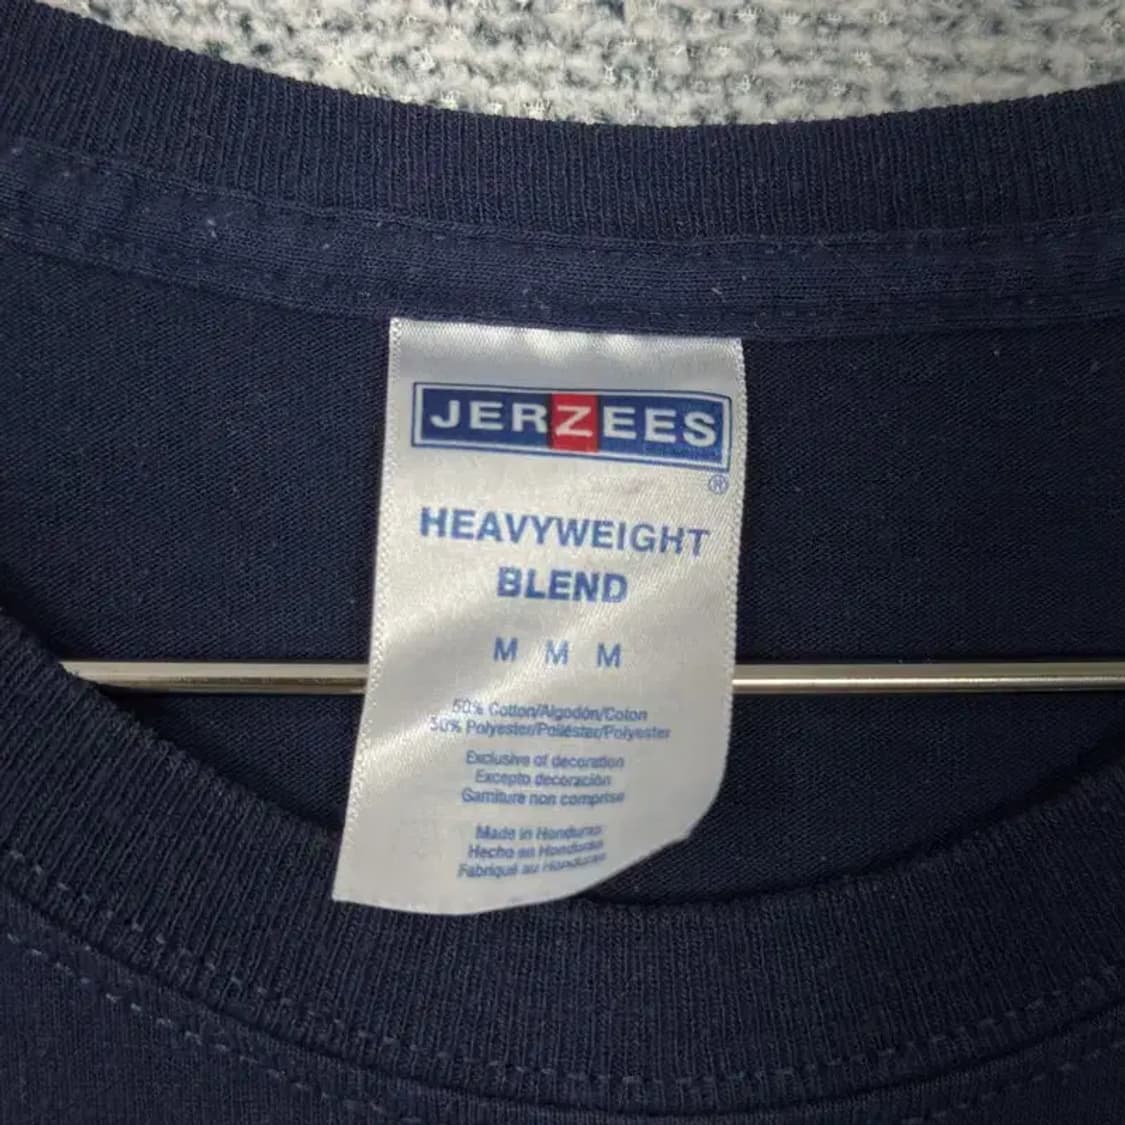 JERZEES
®
HEAVYWEIGHT
BLEND
M M M
50% Cotton/Algodón/Coton
50% Polyester/Poliéster/Polyester
Exclusive of decoration
Excepto decoración
Garniture non comprise
Made in Honduras
Hecho en Honduras
Fabriqué au Honduras